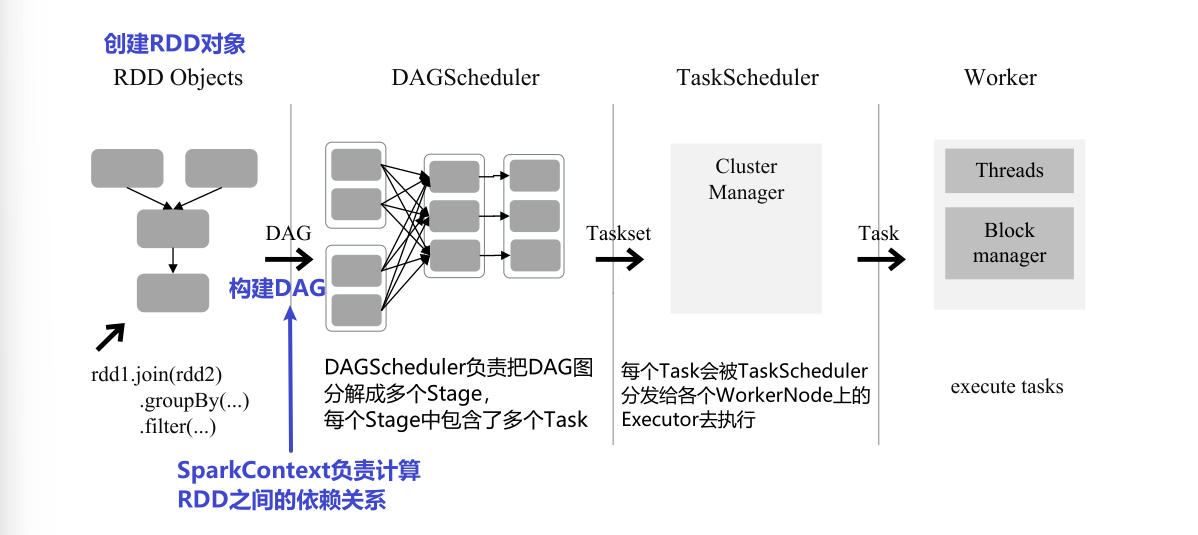 创建RDD对象
RDD Objects
DAGScheduler
TaskScheduler
Worker
DAG
构建DAG
Taskset
Cluster
Manager
Task
Threads
Block
manager
rdd1.join(rdd2)
.groupBy(...)
.filter(...)
DAGScheduler负责把DAG图
分解成多个Stage,
每个Stage中包含了多个Task
每个Task会被TaskScheduler
分发给各个WorkerNode上的
Executor去执行
execute tasks
SparkContext负责计算
RDD之间的依赖关系